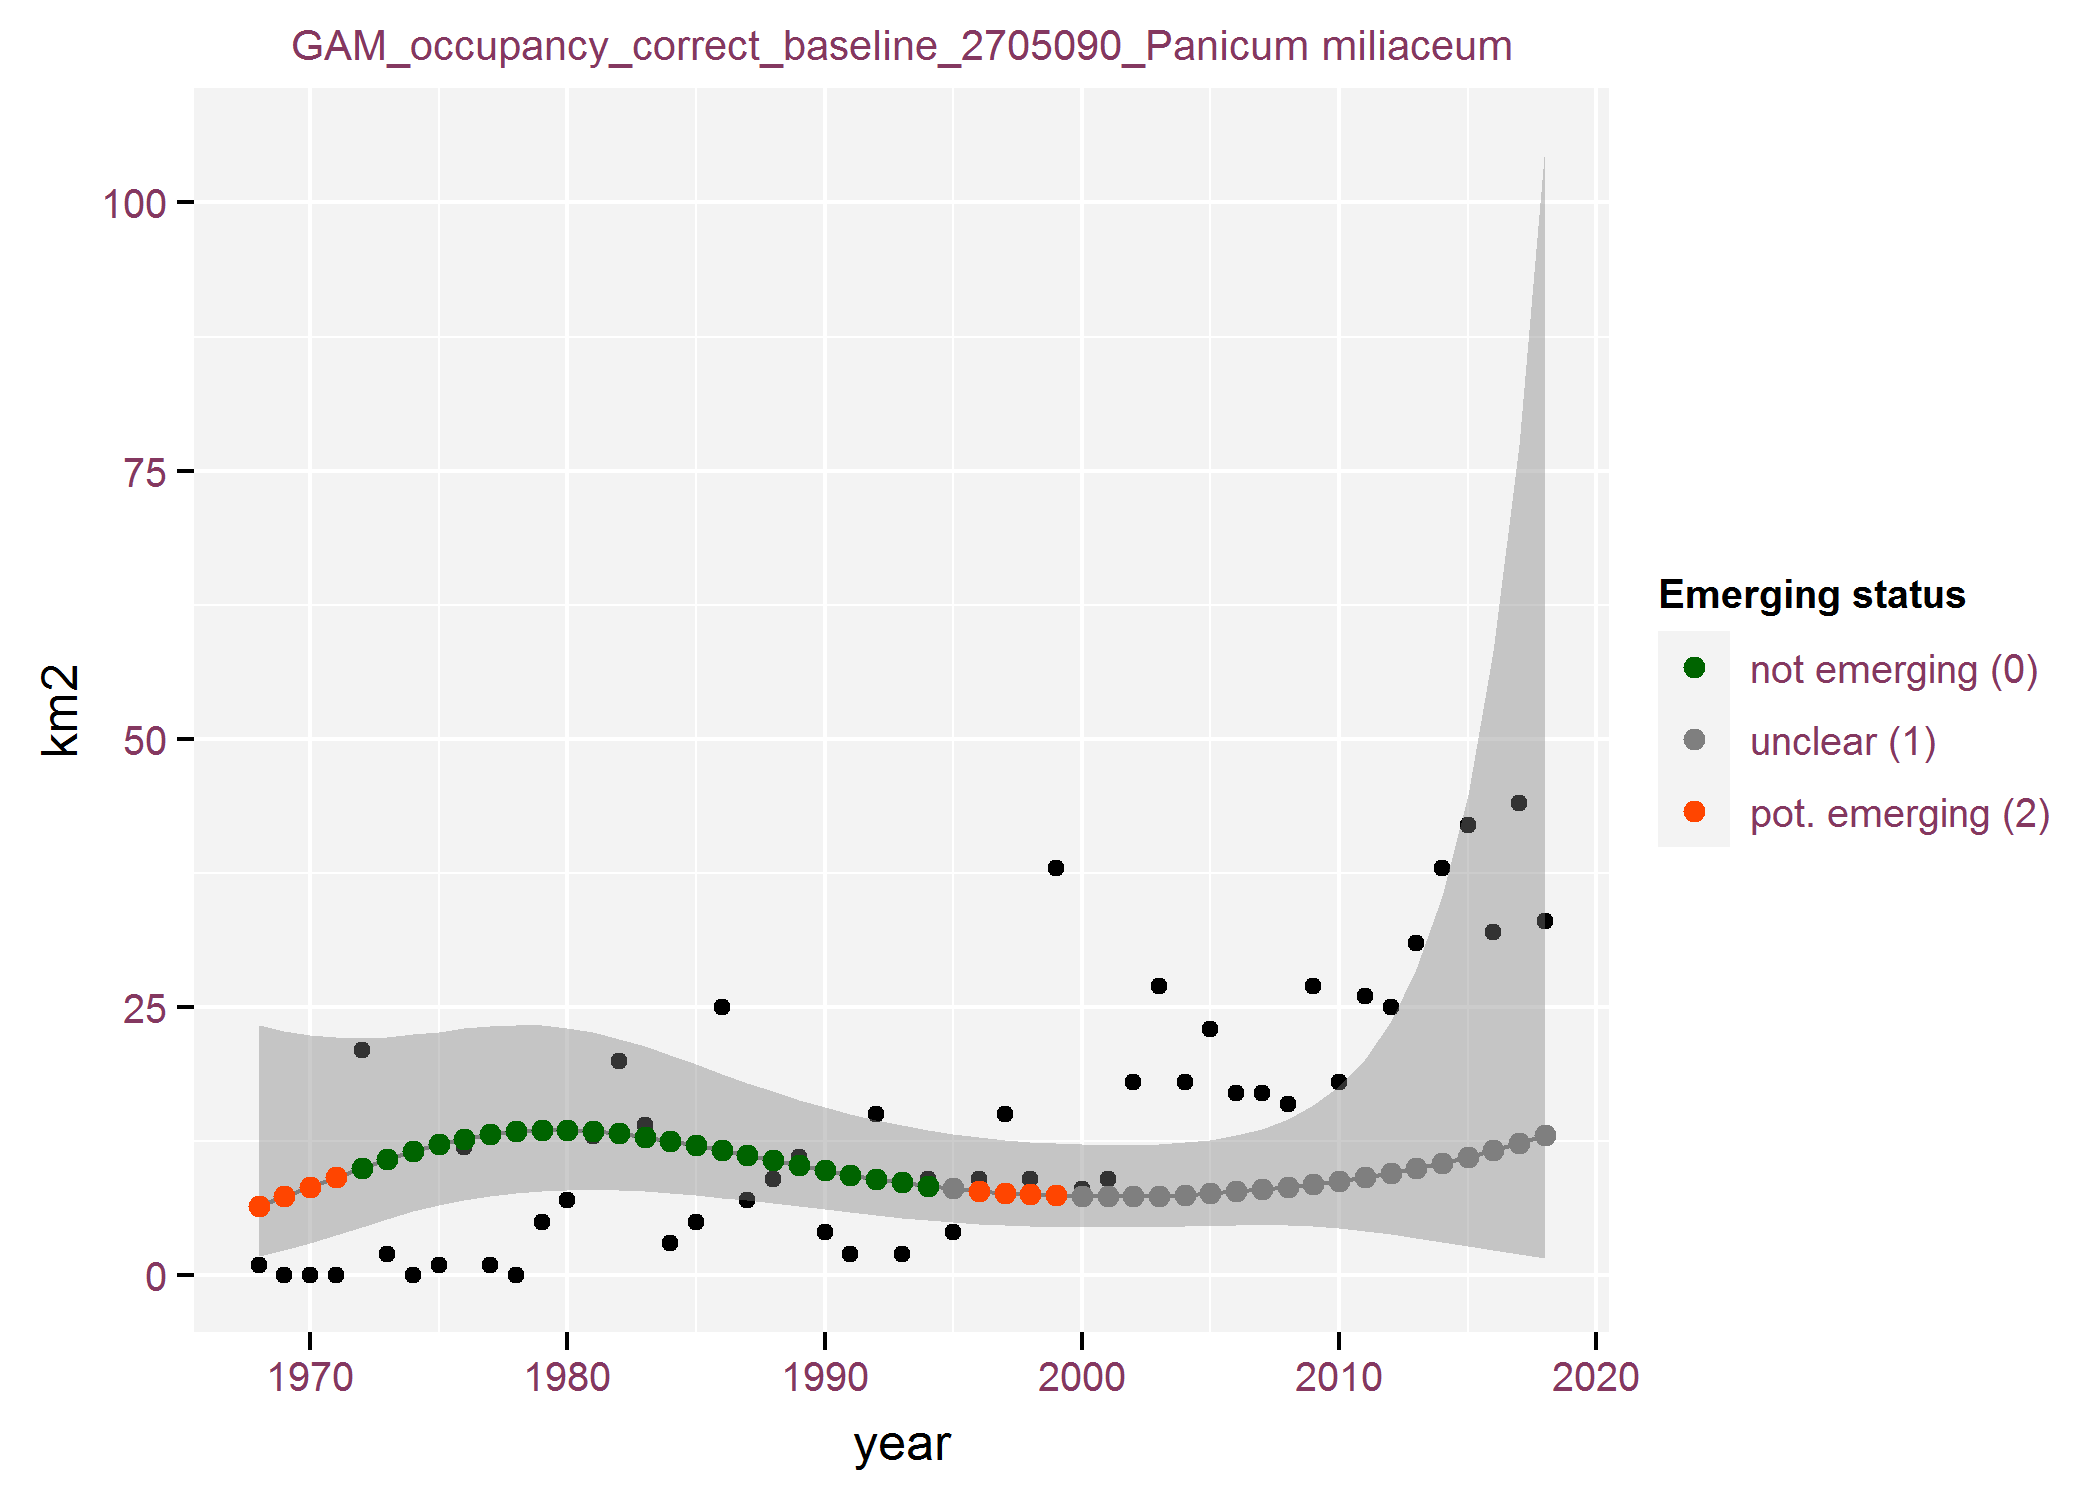 GAM_occupancy_correct_baseline_2705090_Panicum miliaceum
100
75
50
25
0
km2
1970 1980 1990 2000 2010 2020
year
Emerging status
not emerging (0)
unclear (1)
pot. emerging (2)